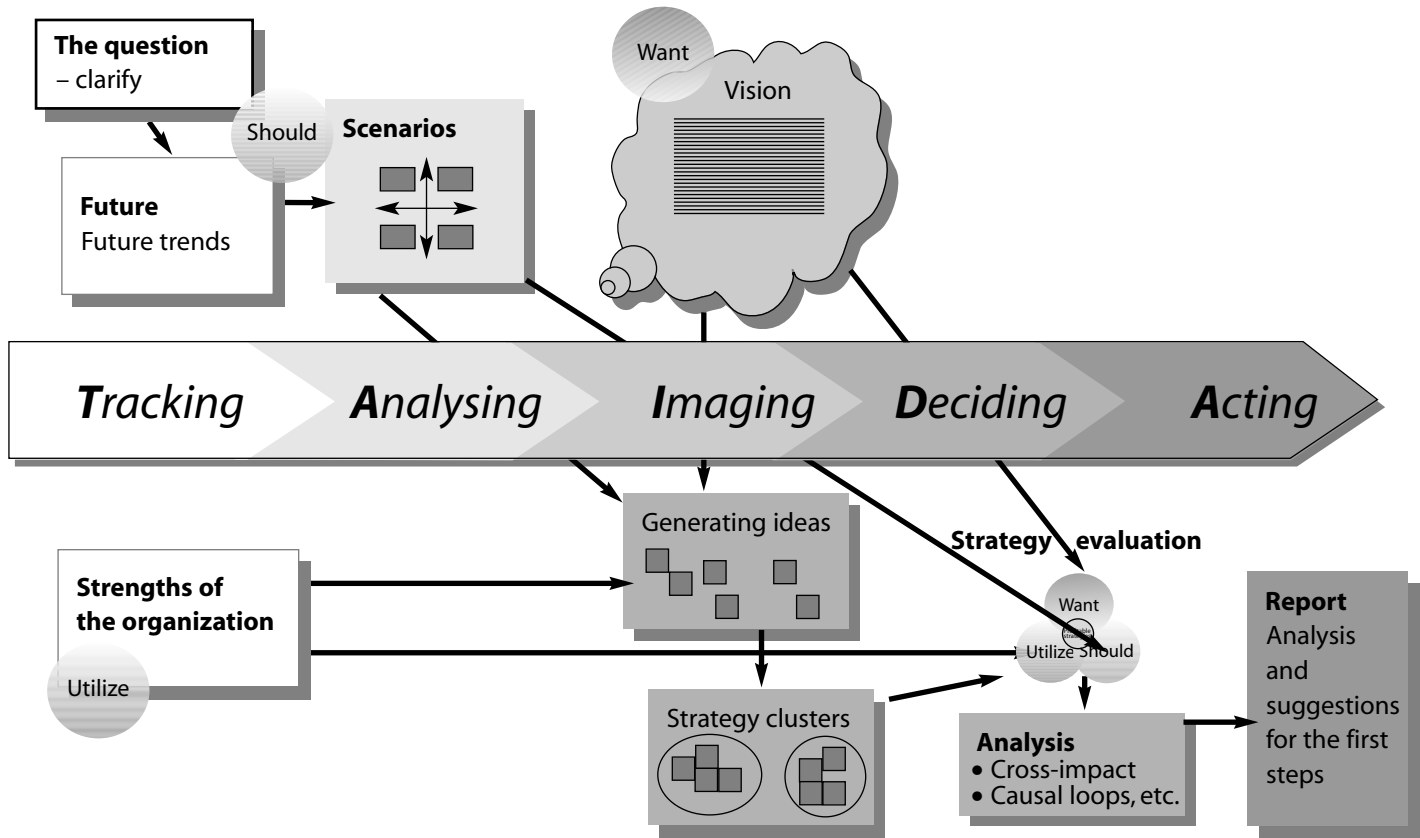 The question
– clarify
Should
Scenarios
Future
Future trends
Want
Vision
Tracking
Analysing
Imaging
Deciding
Acting
Generating ideas
Strengths of
the organization
Utilize
Strategy clusters
Strategy evaluation
Want
Utilize
Should
Analysis
• Cross-impact
• Causal loops, etc.
Report
Analysis
and
suggestions
for the first
steps